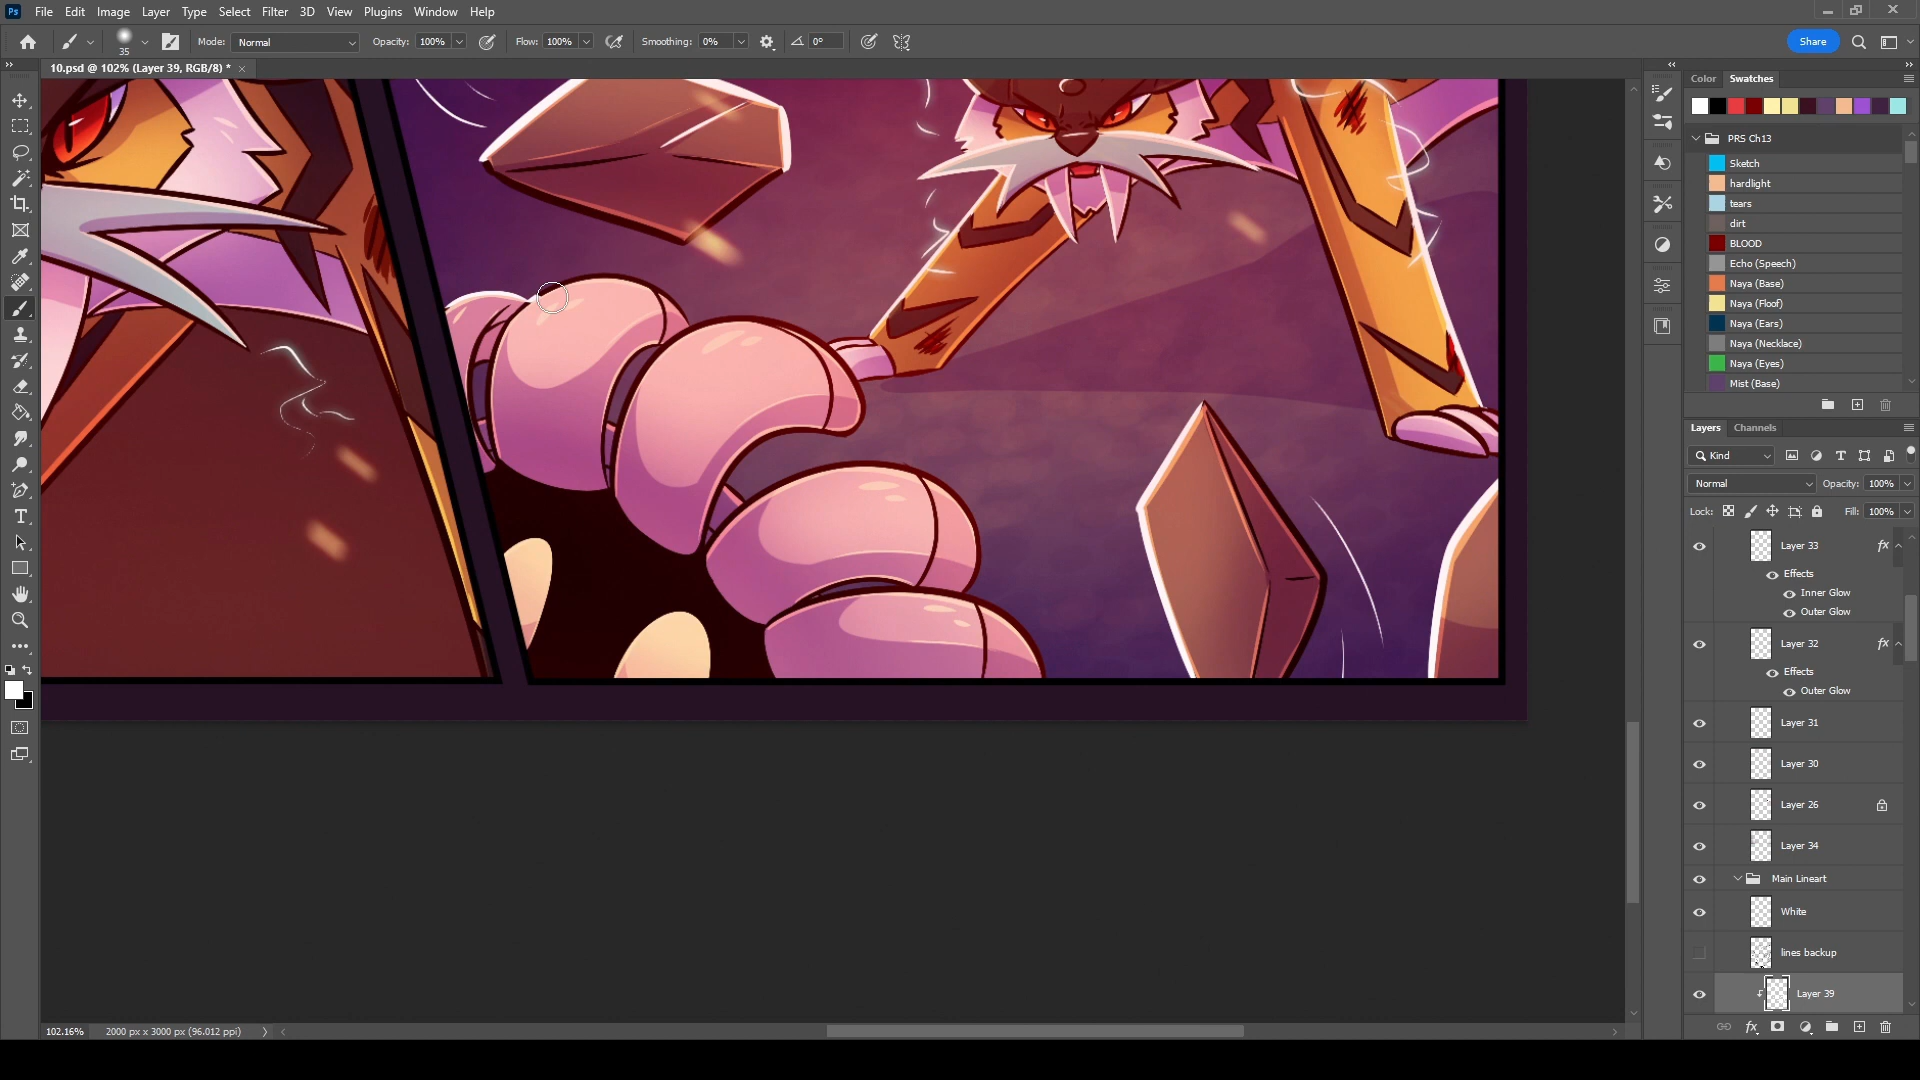 Ps File Edit Image Layer Type Select Filter 3D View Plugins Window Help
35 Mode: Normal Opacity: 100% Flow: 100% Smoothing: 0% 0° Share
10.psd @ 102% (Layer 39, RGB/8) * ×
Color Swatches
PRS Ch13
Sketch
hardlight
tears
dirt
BLOOD
Echo (Speech)
Naya (Base)
Naya (Floof)
Naya (Ears)
Naya (Necklace)
Naya (Eyes)
Mist (Base)
Layers Channels
Kind
Normal Opacity: 100%
Lock: Fill: 100%
Layer 33 fx
Effects
Inner Glow
Outer Glow
Layer 32 fx
Effects
Outer Glow
Layer 31
Layer 30
Layer 26
Layer 34
Main Lineart
White
lines backup
Layer 39
fx
102.16% 2000 px x 3000 px (96.012 ppi)